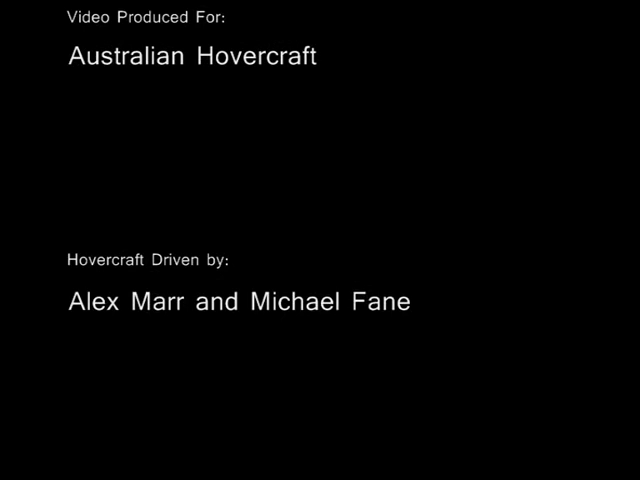 Video Produced For:
Australian Hovercraft
Hovercraft Driven by:
Alex Marr and Michael Fane